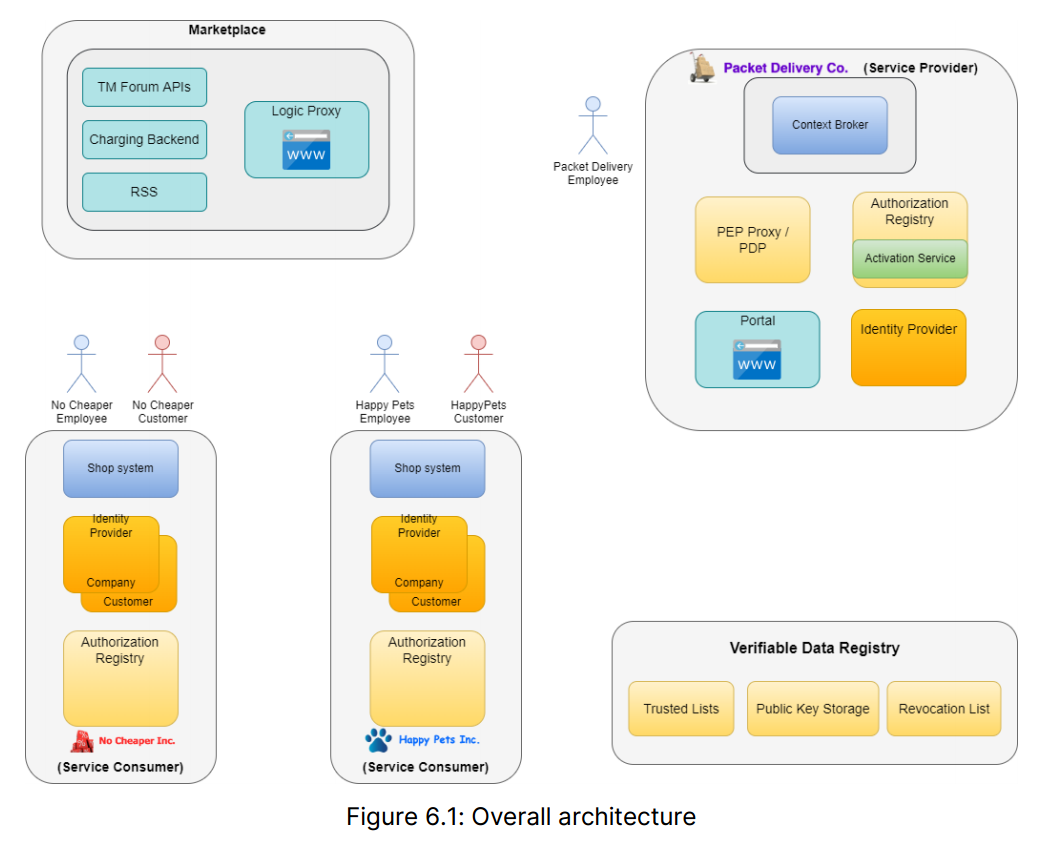 Marketplace
TM Forum APIs
Charging Backend
RSS
Logic Proxy
WWW
Packet Delivery
Employee
Packet Delivery Co. (Service Provider)
Context Broker
PEP Proxy /
PDP
Authorization
Registry
Activation Service
Portal
WWW
Identity Provider
No Cheaper
Employee
No Cheaper
Customer
Shop system
Identity
Provider
Company
Customer
Authorization
Registry
No Cheaper Inc.
(Service Consumer)
Happy Pets
Employee
HappyPets
Customer
Shop system
Identity
Provider
Company
Customer
Authorization
Registry
Happy Pets Inc.
(Service Consumer)
Verifiable Data Registry
Trusted Lists
Public Key Storage
Revocation List
Figure 6.1: Overall architecture